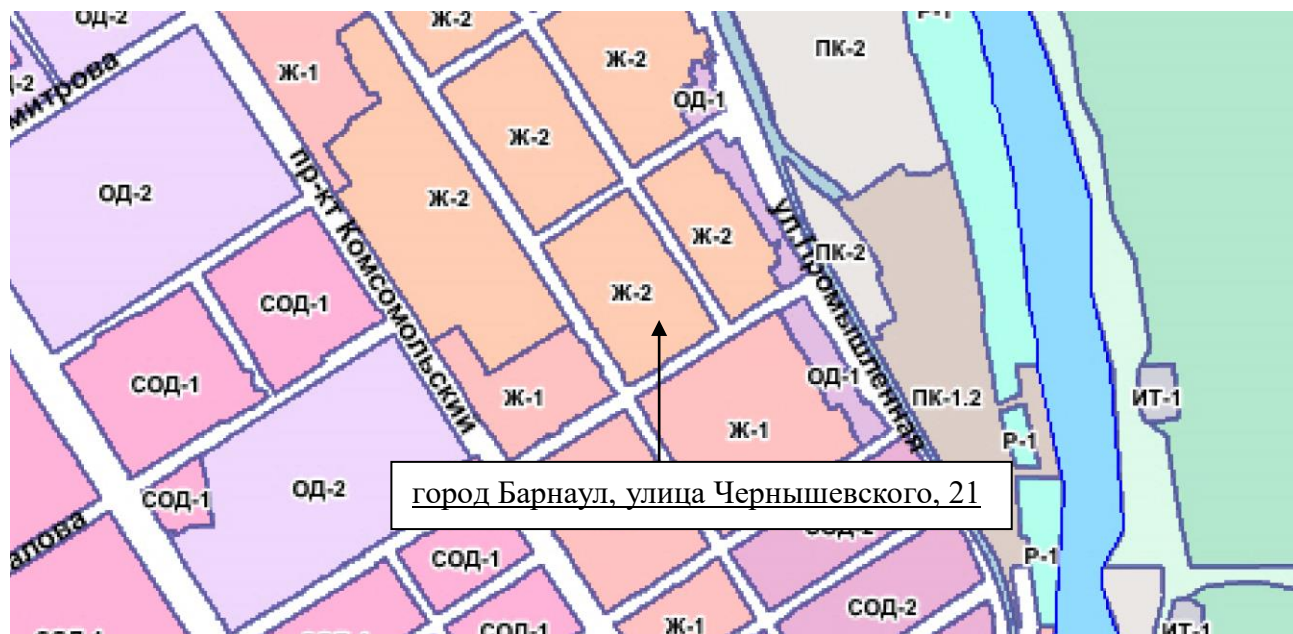 ОД-2
Ж-2
Р-1
ПК-2
Ж-1
Ж-2
-2
митрова
ОД-1
Ж-2
ОД-2
пр-кт Комсомольский
Ж-2
ул.Промышленная
Ж-2
ПК-2
Ж-2
СОД-1
СОД-1
ОД-1
Ж-1
ПК-1.2
ИТ-1
Ж-1
Р-1
СОД-1
ОД-2
город Барнаул, улица Чернышевского, 21
алова
СОД-2
СОД-1
Р-1
СОД-2
СОД-1
Ж-1
ИТ-1